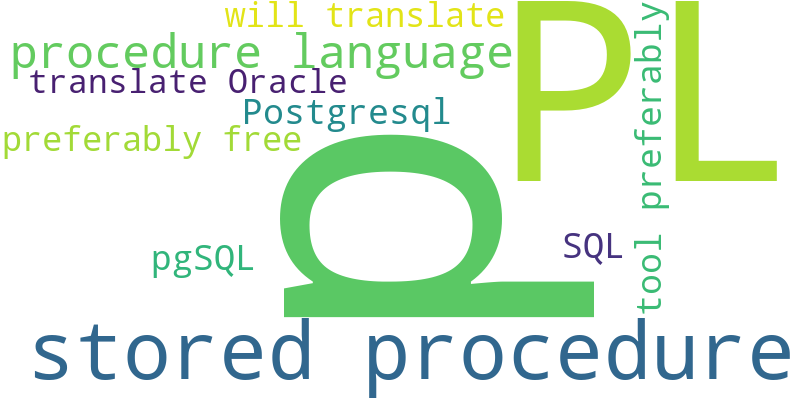 will translate
PL
procedure language
translate Oracle
Postgresql
preferably free
tool preferably
p
SQL
pgSQL
stored procedure